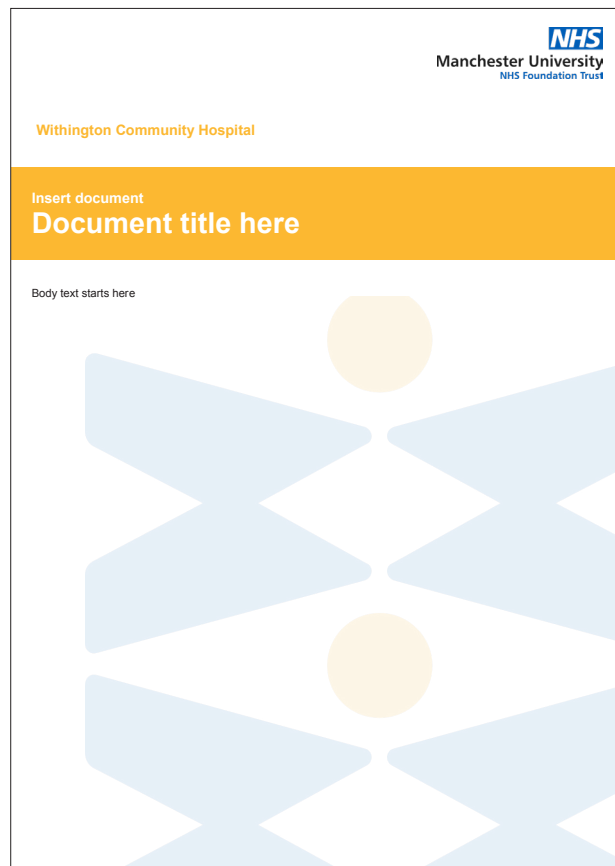 NHS
Manchester University
NHS Foundation Trust
Withington Community Hospital
Insert document
Document title here
Body text starts here